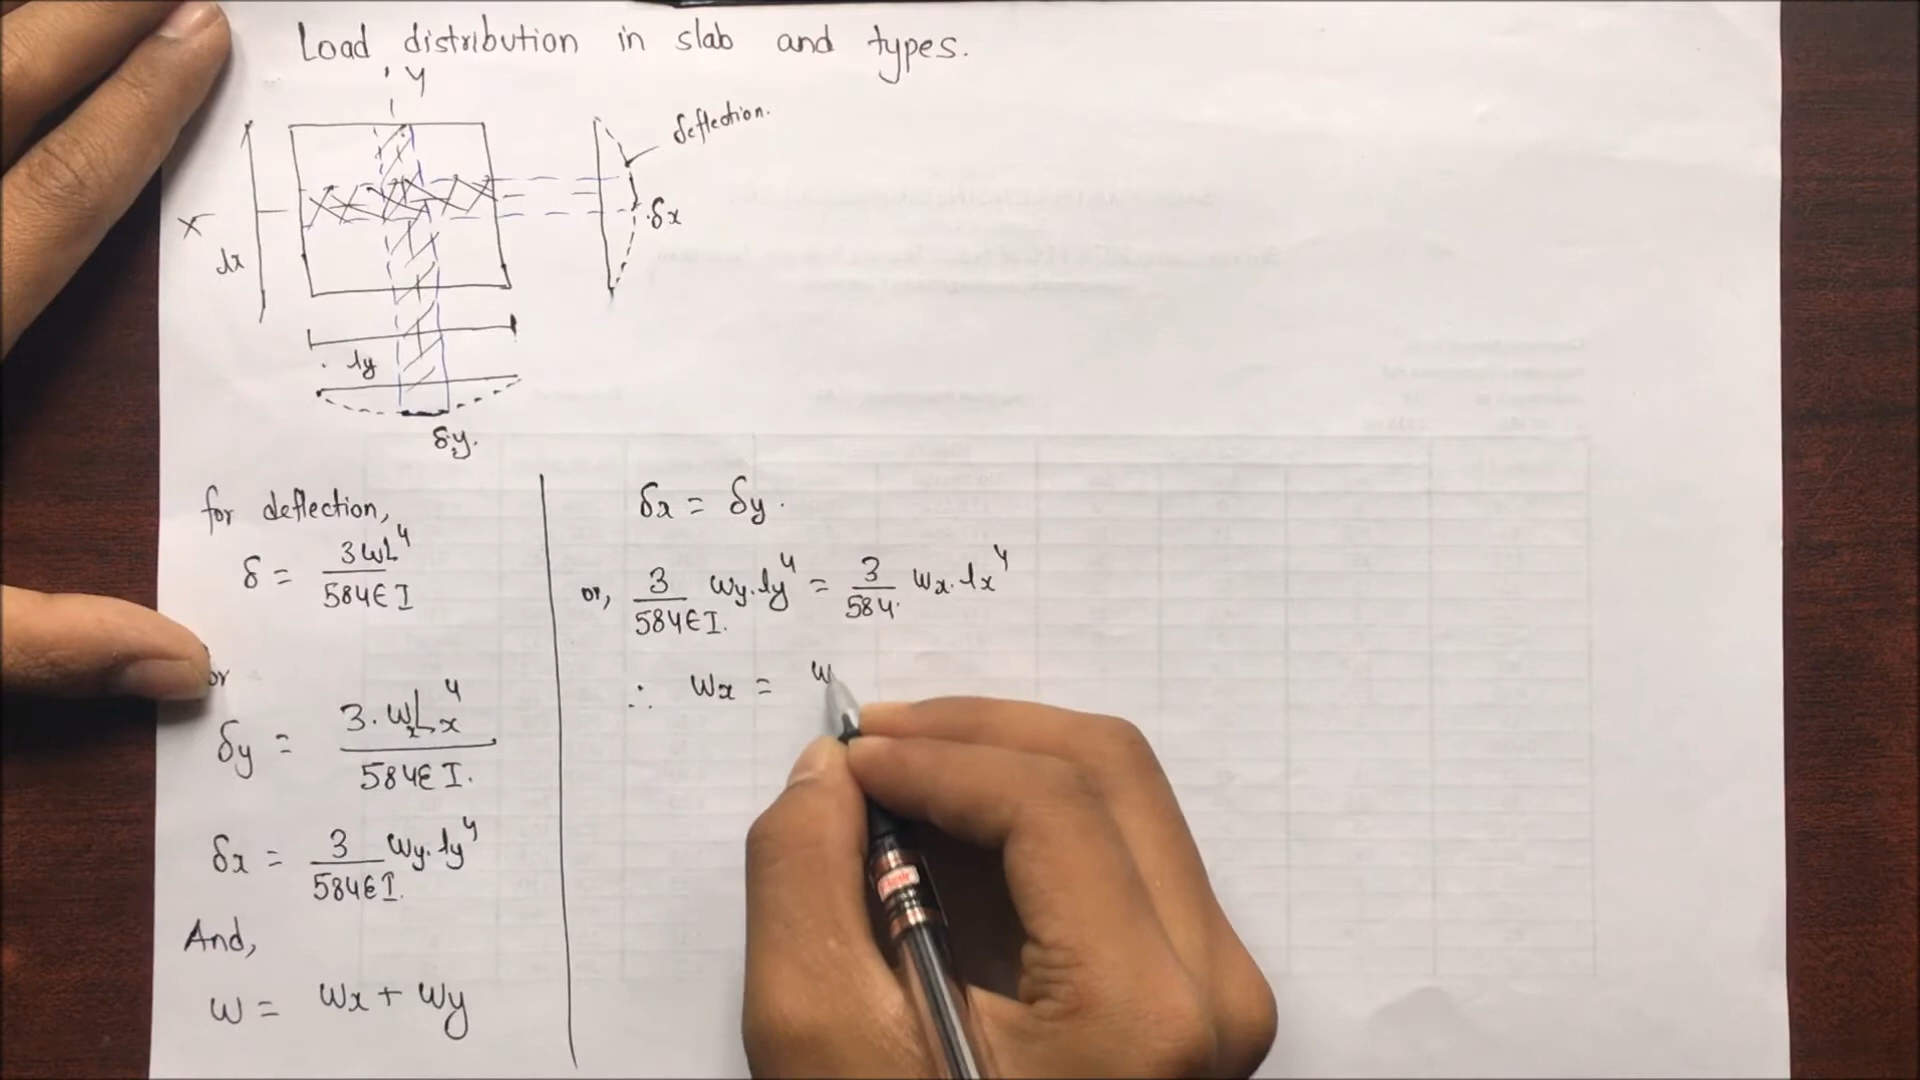 Load distribution in slab and types.
Y
deflection.
X
lx
δx
ly
δy.
for deflection,
δ = 3wL⁴ / 584EI
δy = 3.wₓLx⁴ / 584EI.
δx = 3 / 584EI. wy.ly⁴
And,
w = wx + wy
δx = δy.
or, 3 / 584EI. wy.ly⁴ = 3 / 584. wx.lx⁴
∴ wx = w